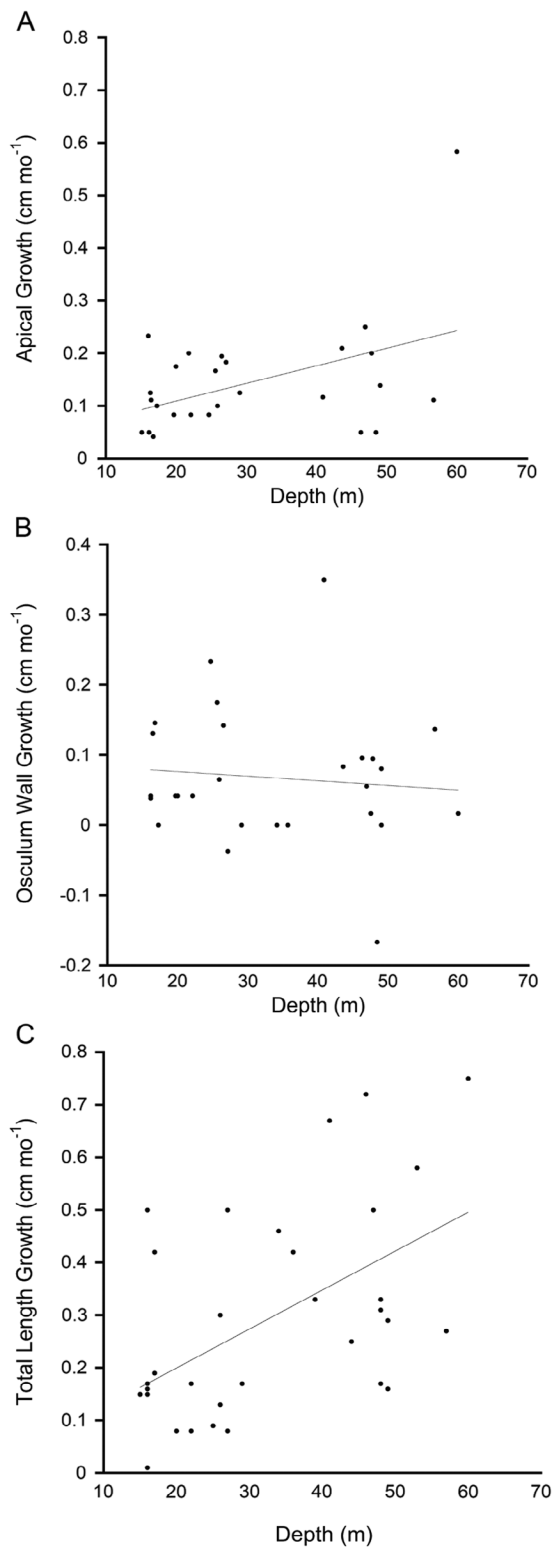 A
0.8
0.7
0.6
0.5
0.4
0.3
0.2
0.1
0
Apical Growth (cm mo⁻¹)
10 20 30 40 50 60 70
Depth (m)
B
0.4
0.3
0.2
0.1
0
-0.1
-0.2
Osculum Wall Growth (cm mo⁻¹)
10 20 30 40 50 60 70
Depth (m)
C
0.8
0.7
0.6
0.5
0.4
0.3
0.2
0.1
0
Total Length Growth (cm mo⁻¹)
10 20 30 40 50 60 70
Depth (m)